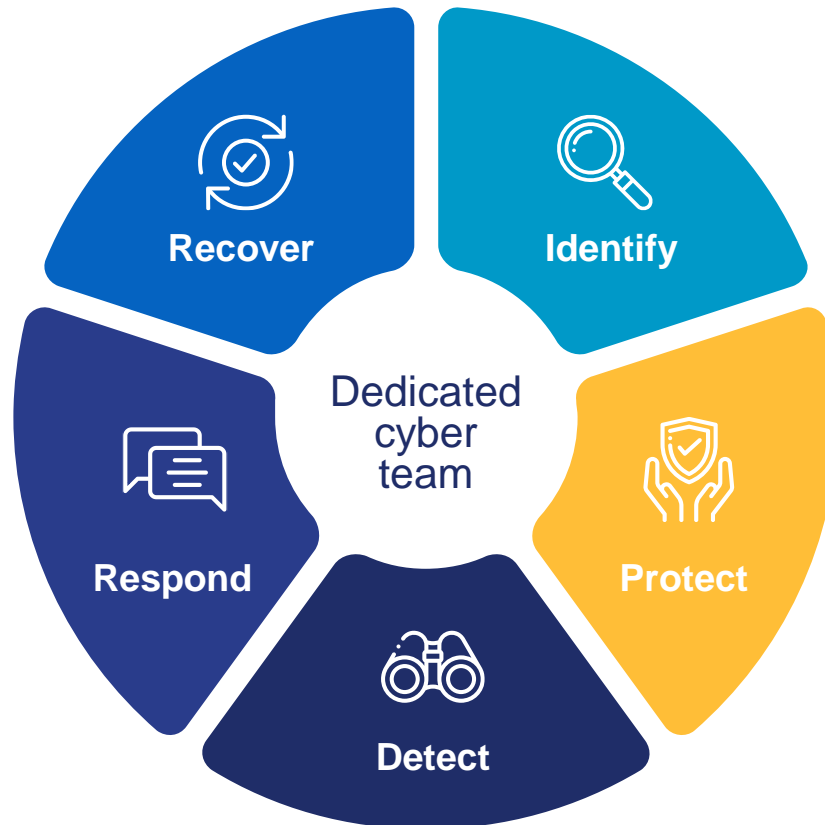 Recover
Identify
Dedicated
cyber
team
Respond
Protect
Detect